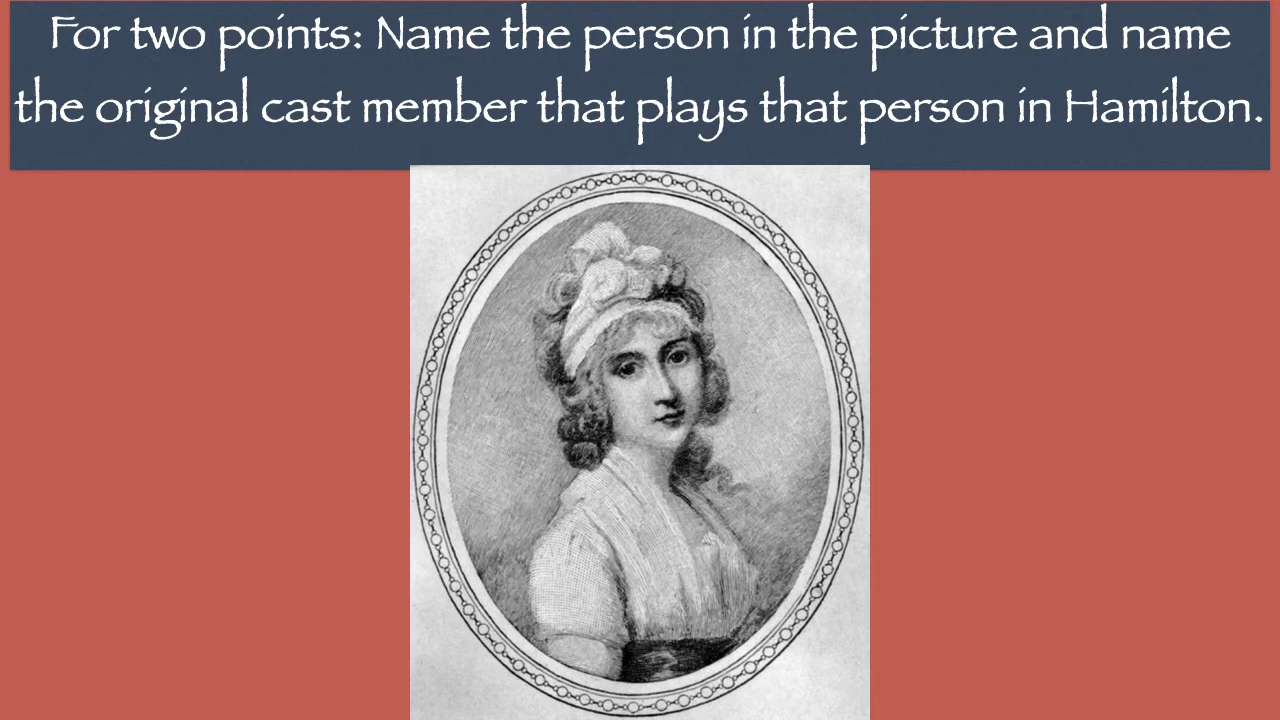 For two points: Name the person in the picture and name
the original cast member that plays that person in Hamilton.